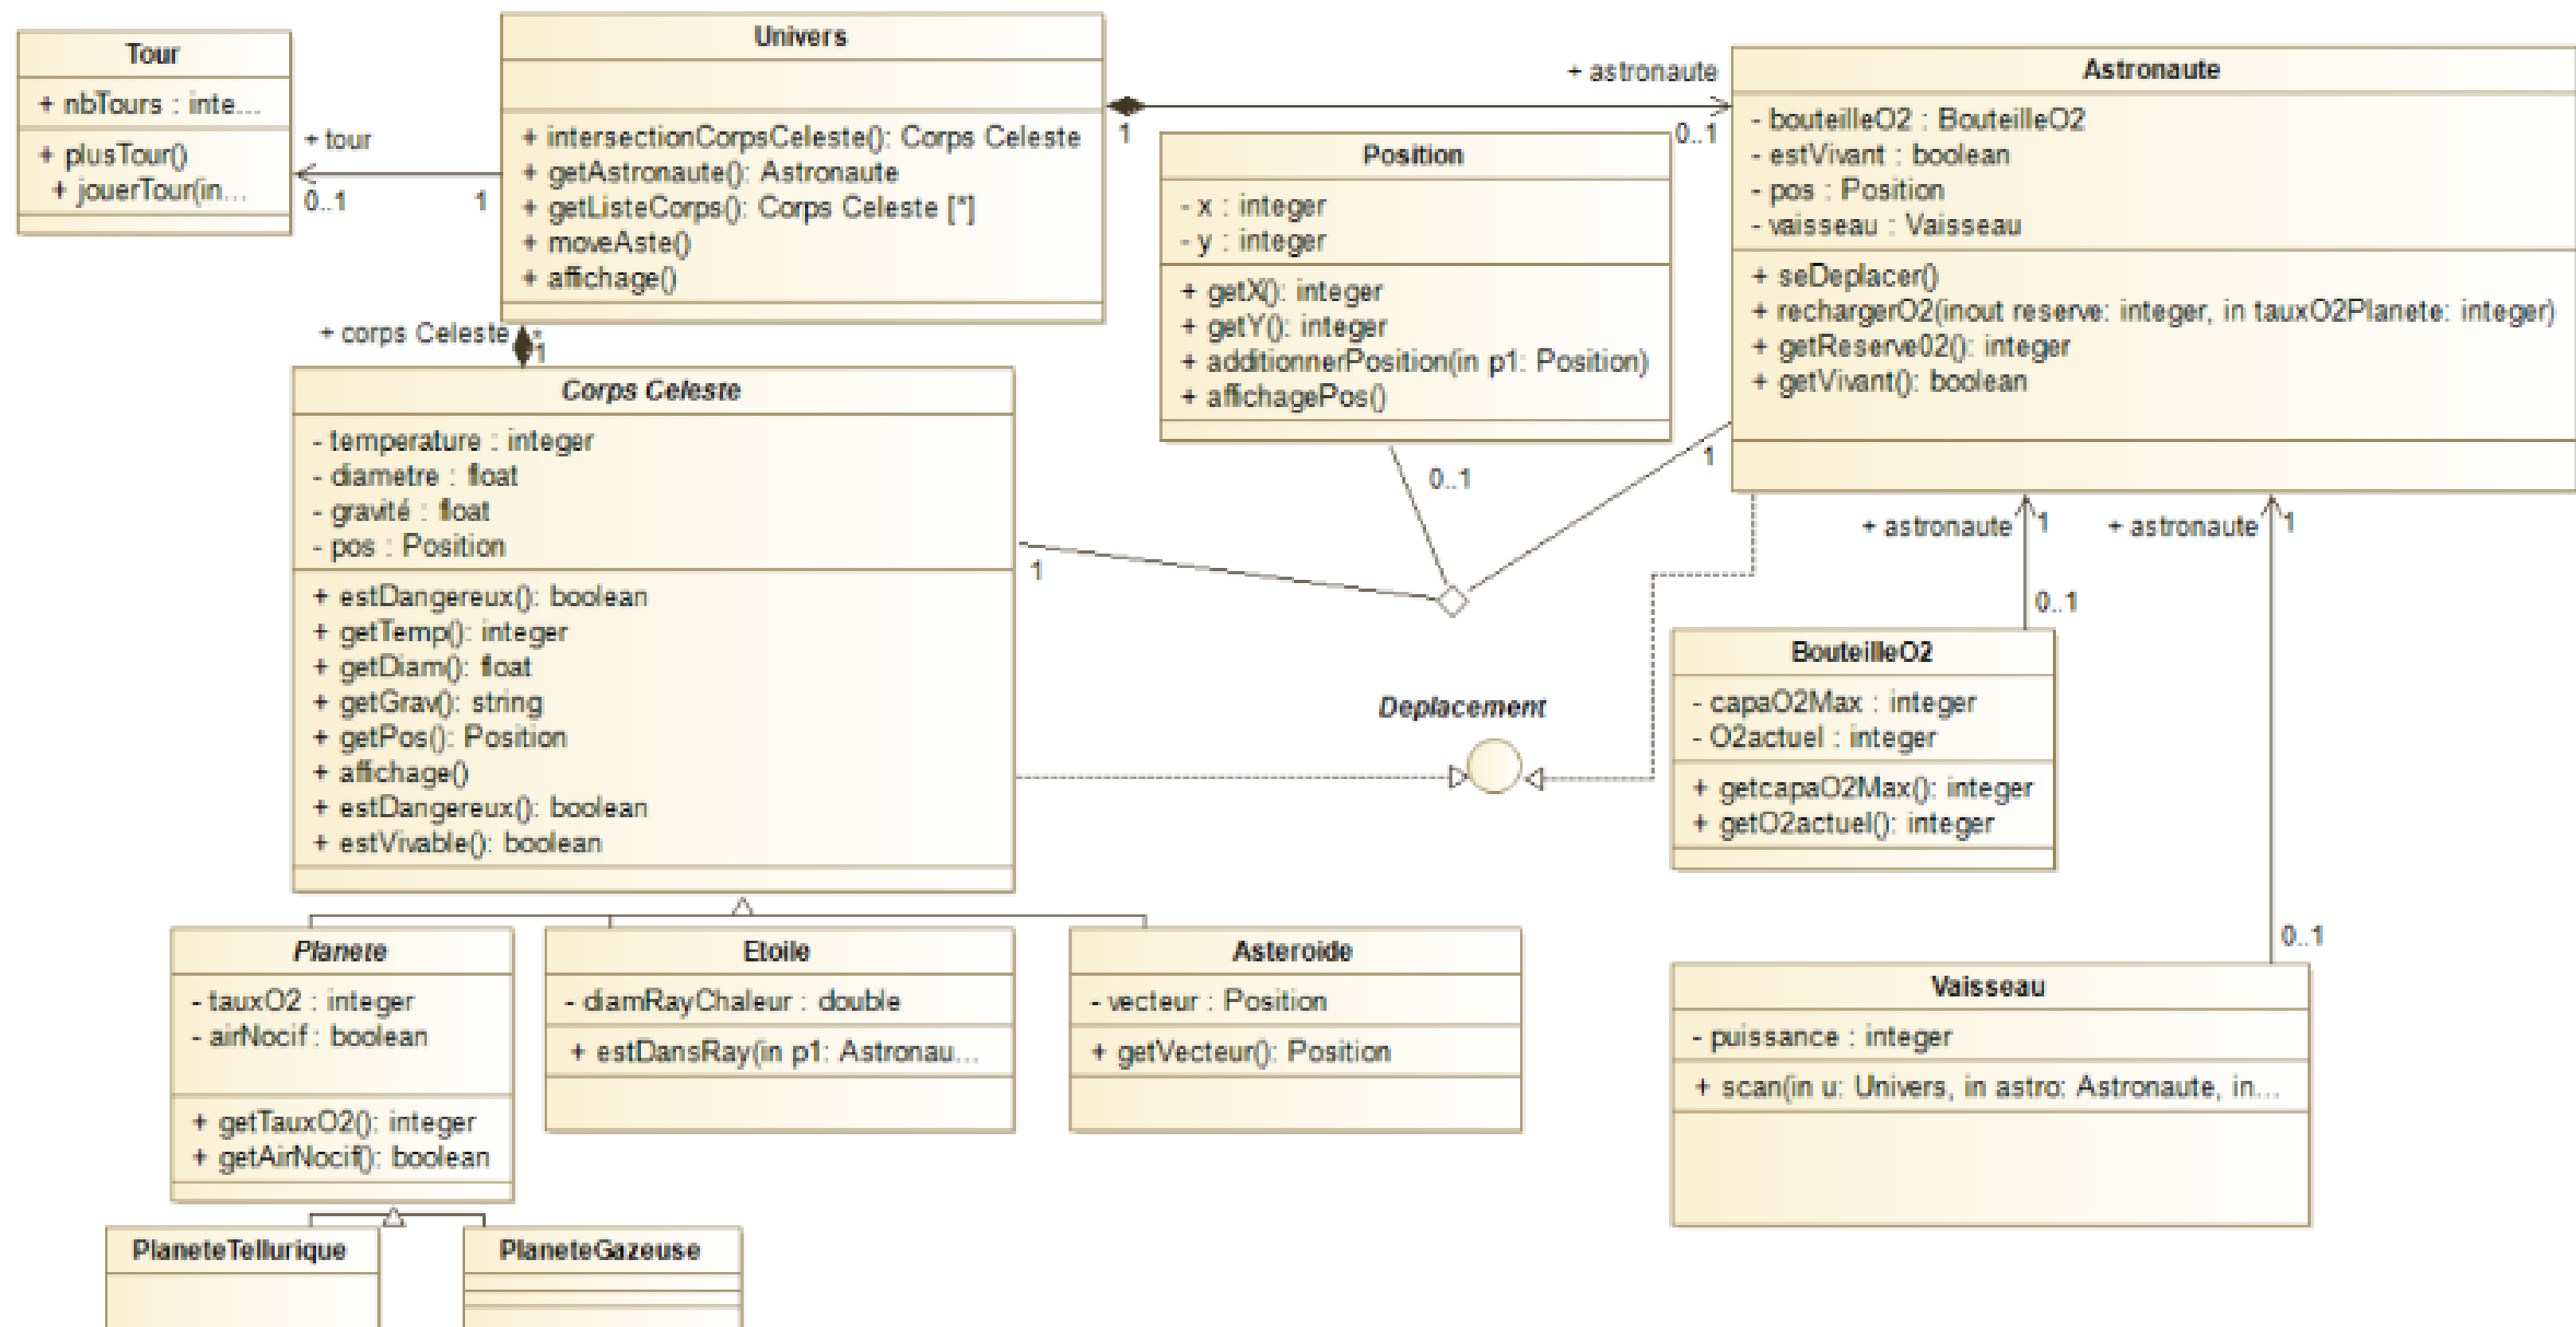 Tour
+ nbTours : inte...
+ plusTour()
+ jouerTour(in...
+ tour
0..1
1
Univers
+ intersectionCorpsCeleste(): Corps Celeste
+ getAstronaute(): Astronaute
+ getListeCorps(): Corps Celeste [*]
+ moveAste()
+ affichage()
1
+ astronaute
0..1
Position
- x : integer
- y : integer
+ getX(): integer
+ getY(): integer
+ additionnerPosition(in p1: Position)
+ affichagePos()
0..1
Astronaute
- bouteilleO2 : BouteilleO2
- estVivant : boolean
- pos : Position
- vaisseau : Vaisseau
+ seDeplacer()
+ rechargerO2(inout reserve: integer, in tauxO2Planete: integer)
+ getReserve02(): integer
+ getVivant(): boolean
1
+ astronaute
1
+ astronaute
1
+ corps Celeste
*
1
Corps Celeste
- temperature : integer
- diametre : float
- gravité : float
- pos : Position
+ estDangereux(): boolean
+ getTemp(): integer
+ getDiam(): float
+ getGrav(): string
+ getPos(): Position
+ affichage()
+ estDangereux(): boolean
+ estVivable(): boolean
1
Deplacement
0..1
BouteilleO2
- capaO2Max : integer
- O2actuel : integer
+ getcapaO2Max(): integer
+ getO2actuel(): integer
0..1
Planete
- tauxO2 : integer
- airNocif : boolean
+ getTauxO2(): integer
+ getAirNocif(): boolean
Etoile
- diamRayChaleur : double
+ estDansRay(in p1: Astronau...
Asteroide
- vecteur : Position
+ getVecteur(): Position
Vaisseau
- puissance : integer
+ scan(in u: Univers, in astro: Astronaute, in...
PlaneteTellurique
PlaneteGazeuse